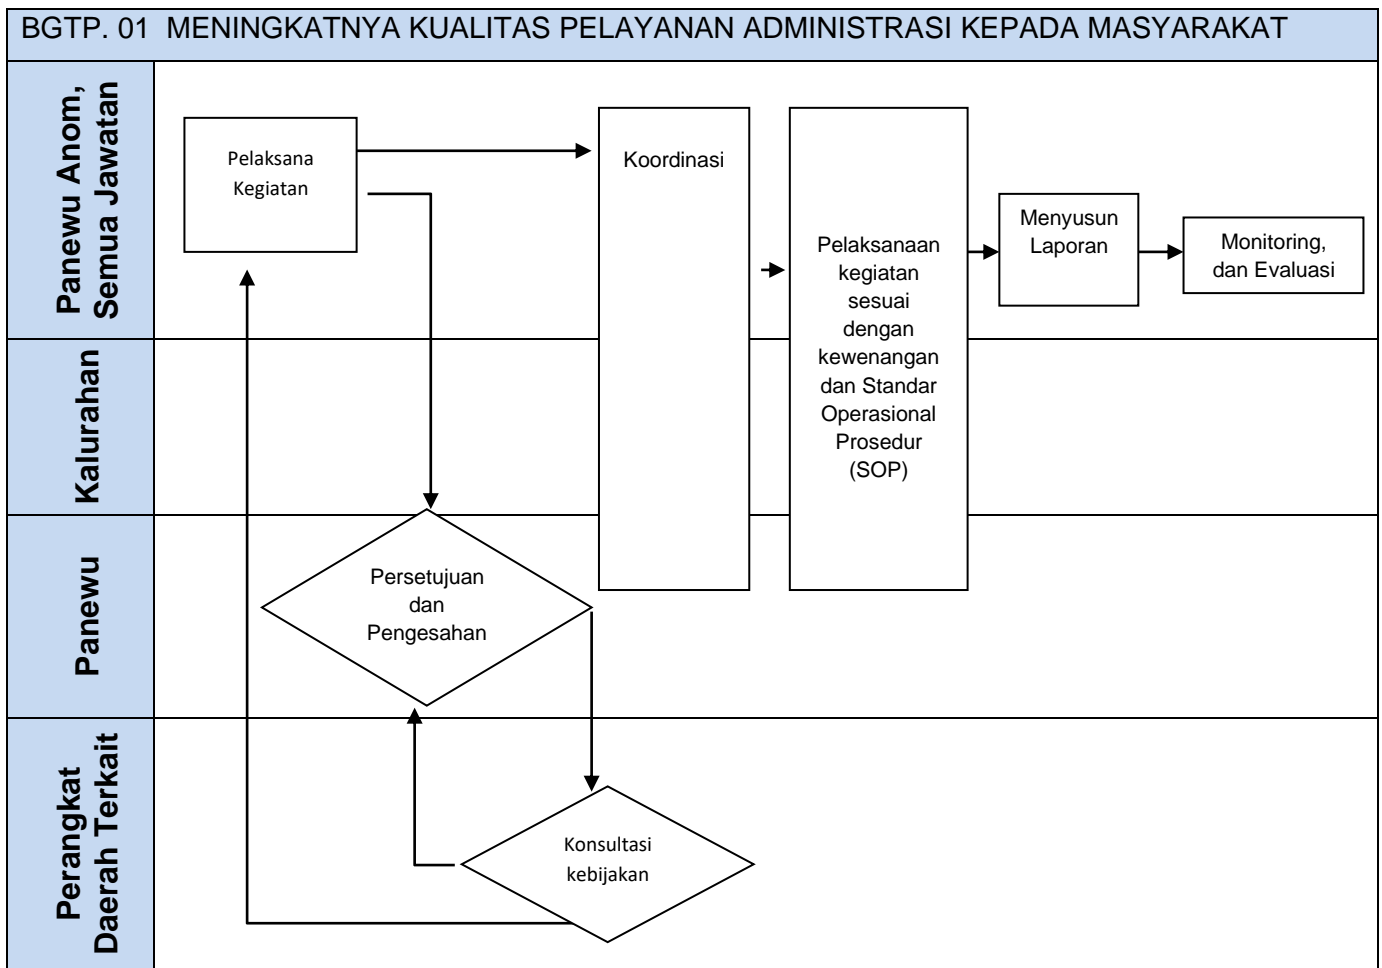 BGTP. 01 MENINGKATNYA KUALITAS PELAYANAN ADMINISTRASI KEPADA MASYARAKAT
Panewu Anom,
Semua Jawatan
Pelaksana
Kegiatan
Koordinasi
Pelaksanaan
kegiatan
sesuai
dengan
kewenangan
dan Standar
Operasional
Prosedur
(SOP)
Menyusun
Laporan
Monitoring,
dan Evaluasi
Kalurahan
Panewu
Persetujuan
dan
Pengesahan
Perangkat
Daerah Terkait
Konsultasi
kebijakan